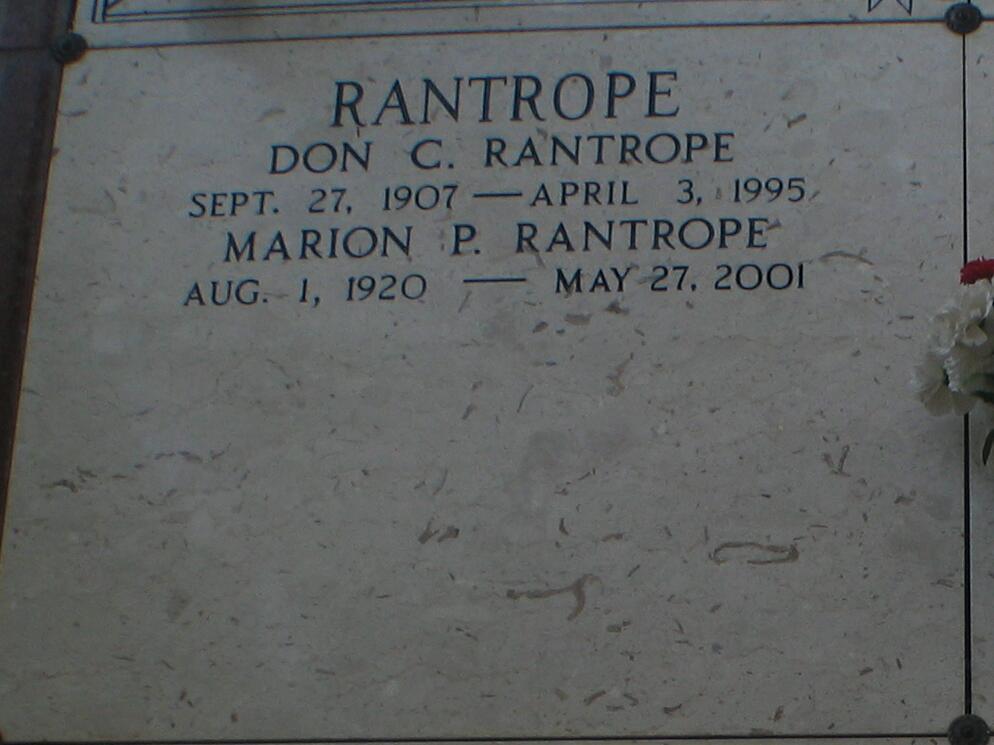 RANTROPE
DON C. RANTROPE
SEPT. 27, 1907 — APRIL 3, 1995
MARION P. RANTROPE
AUG. 1, 1920 — MAY 27, 2001